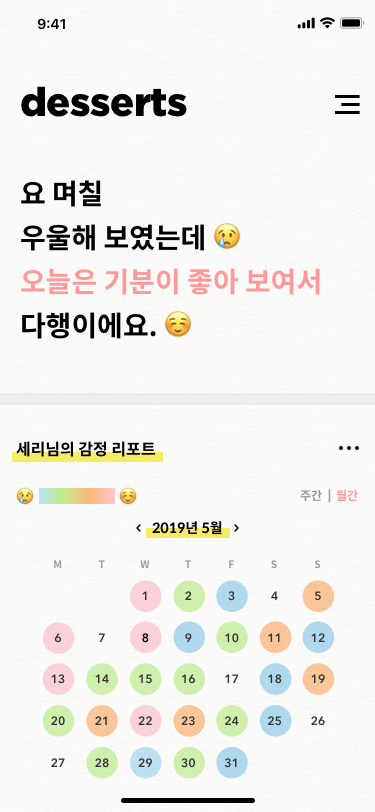 9:41
desserts
요 며칠
우울해 보였는데 😢
오늘은 기분이 좋아 보여서
다행이에요. ☺️
세리님의 감정 리포트
주간 | 월간
2019년 5월
M T W T F S S
1 2 3 4 5
6 7 8 9 10 11 12
13 14 15 16 17 18 19
20 21 22 23 24 25 26
27 28 29 30 31